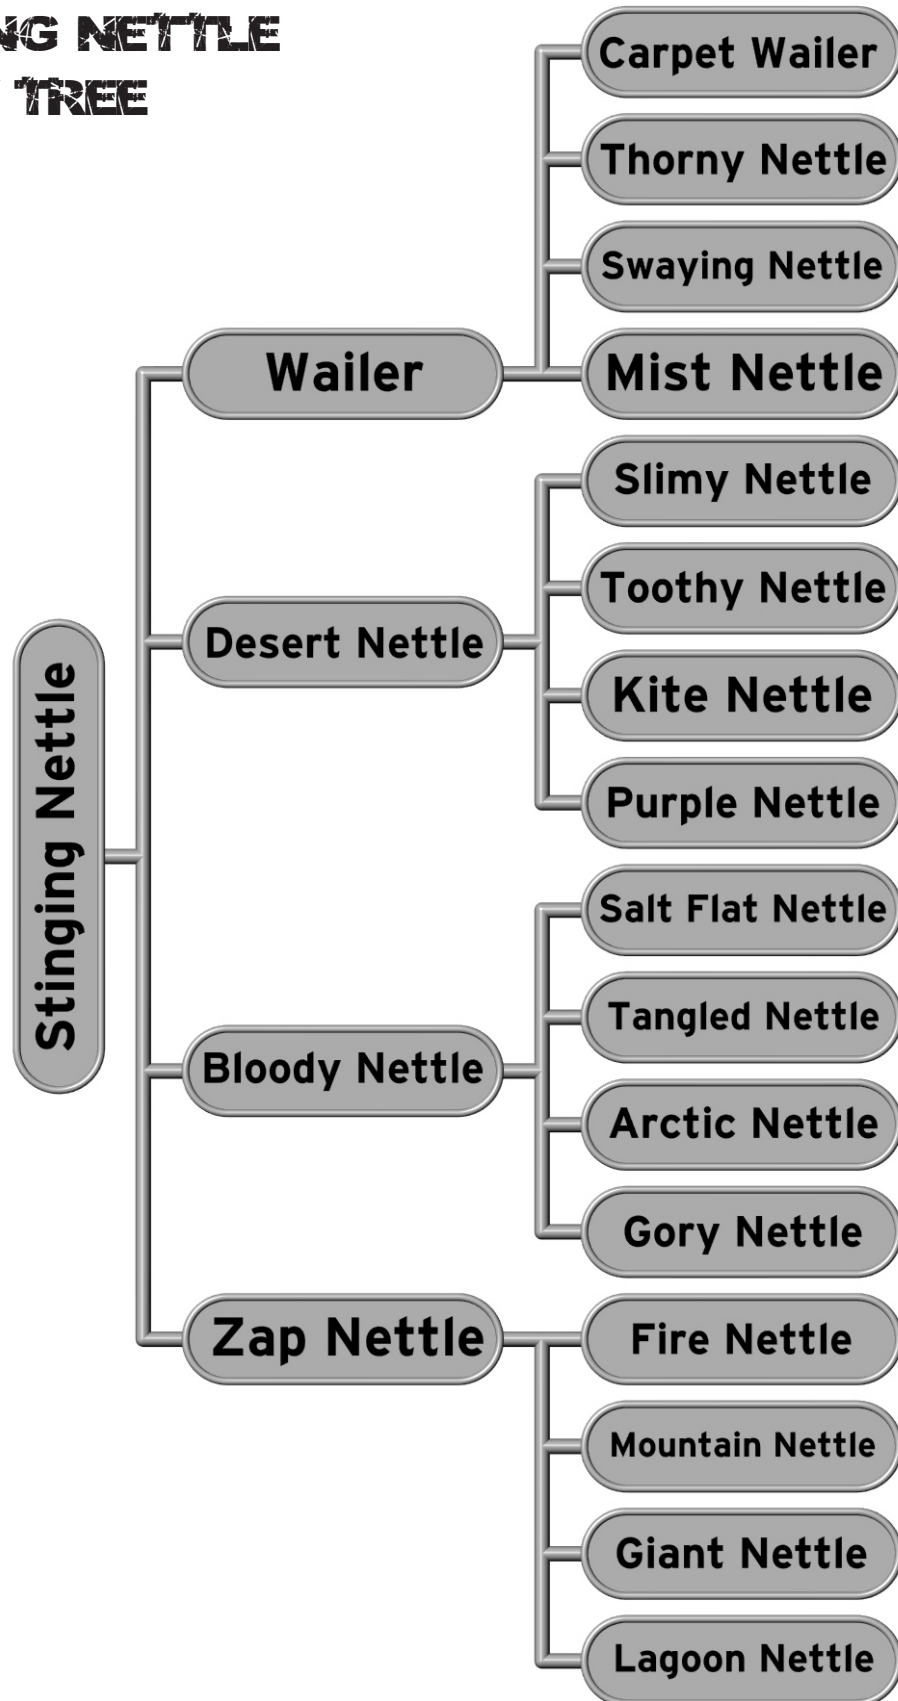 NG NETTLE
TREE
Carpet Wailer
Thorny Nettle
Swaying Nettle
Wailer
Mist Nettle
Slimy Nettle
Toothy Nettle
Desert Nettle
Kite Nettle
Purple Nettle
Stinging Nettle
Salt Flat Nettle
Tangled Nettle
Bloody Nettle
Arctic Nettle
Gory Nettle
Zap Nettle
Fire Nettle
Mountain Nettle
Giant Nettle
Lagoon Nettle